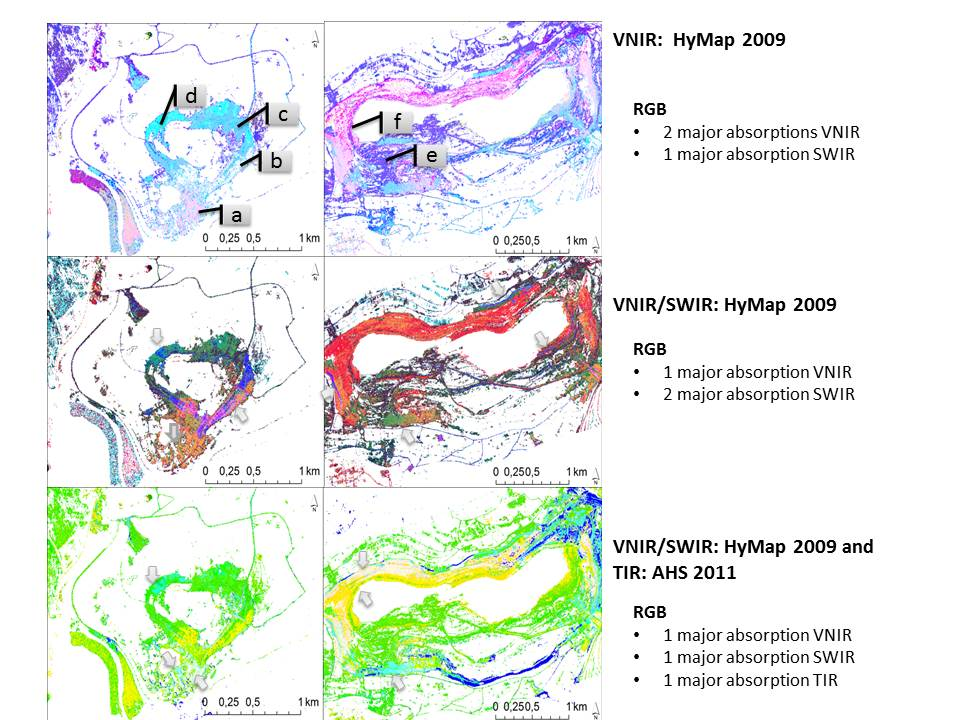 VNIR: HyMap 2009
RGB
• 2 major absorptions VNIR
• 1 major absorption SWIR
d
c
b
a
f
e
0 0,25 0,5 1 km
N
0 0,250,5 1 km
N
VNIR/SWIR: HyMap 2009
RGB
• 1 major absorption VNIR
• 2 major absorption SWIR
0 0,25 0,5 1 km
N
0 0,250,5 1 km
N
VNIR/SWIR: HyMap 2009 and
TIR: AHS 2011
RGB
• 1 major absorption VNIR
• 1 major absorption SWIR
• 1 major absorption TIR
0 0,25 0,5 1 km
N
0 0,250,5 1 km
N